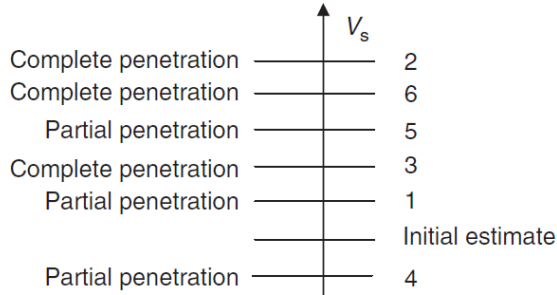 Vs
Complete penetration 2
Complete penetration 6
Partial penetration 5
Complete penetration 3
Partial penetration 1
Initial estimate
Partial penetration 4